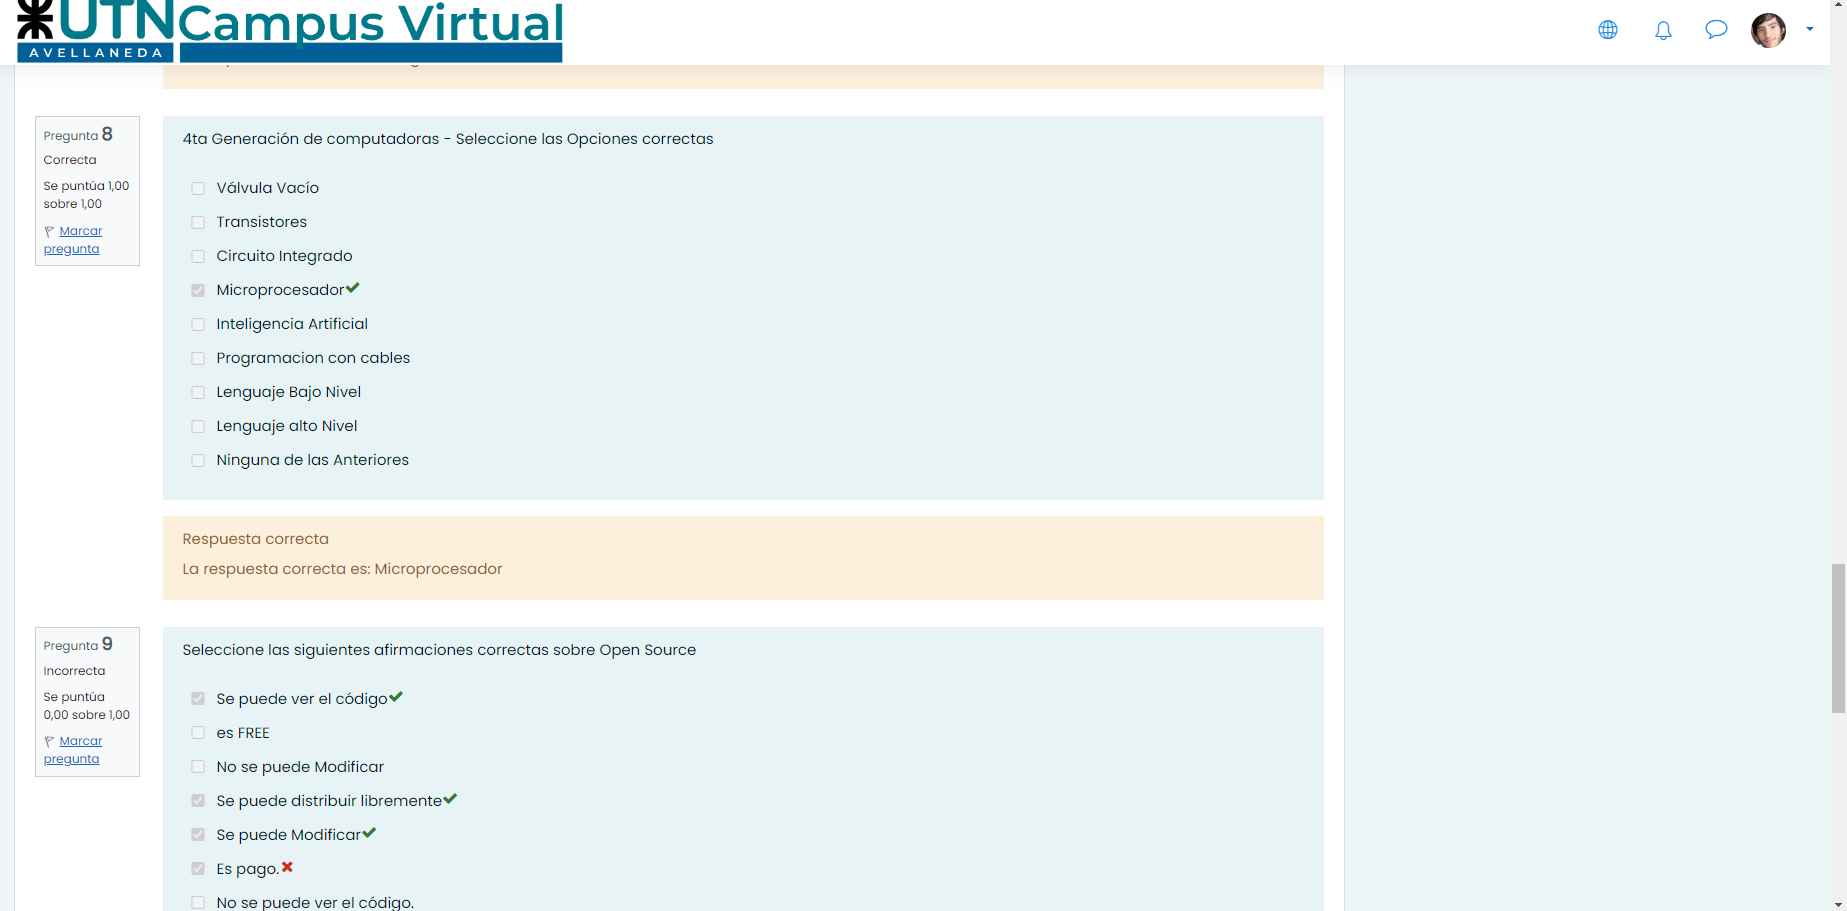 UTN Campus Virtual
AVELLANEDA
Pregunta 8
Correcta
Se puntúa 1,00
sobre 1,00
Marcar
pregunta
4ta Generación de computadoras - Seleccione las Opciones correctas
Válvula Vacío
Transistores
Circuito Integrado
Microprocesador
Inteligencia Artificial
Programacion con cables
Lenguaje Bajo Nivel
Lenguaje alto Nivel
Ninguna de las Anteriores
Respuesta correcta
La respuesta correcta es: Microprocesador
Pregunta 9
Incorrecta
Se puntúa
0,00 sobre 1,00
Marcar
pregunta
Seleccione las siguientes afirmaciones correctas sobre Open Source
Se puede ver el código
es FREE
No se puede Modificar
Se puede distribuir libremente
Se puede Modificar
Es pago.
No se puede ver el código.